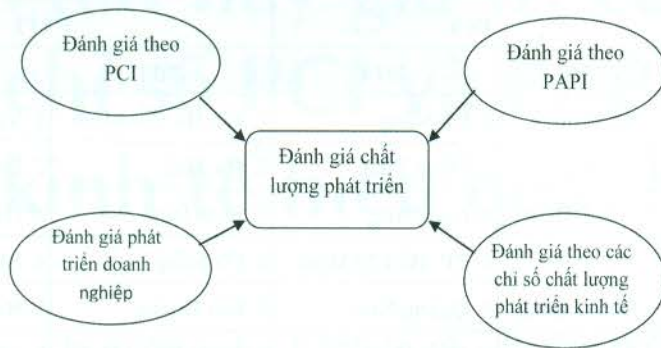 Đánh giá theo
PCI
Đánh giá theo
PAPI
Đánh giá chất
lượng phát triển
Đánh giá phát
triển doanh
nghiệp
Đánh giá theo các
chỉ số chất lượng
phát triển kinh tế